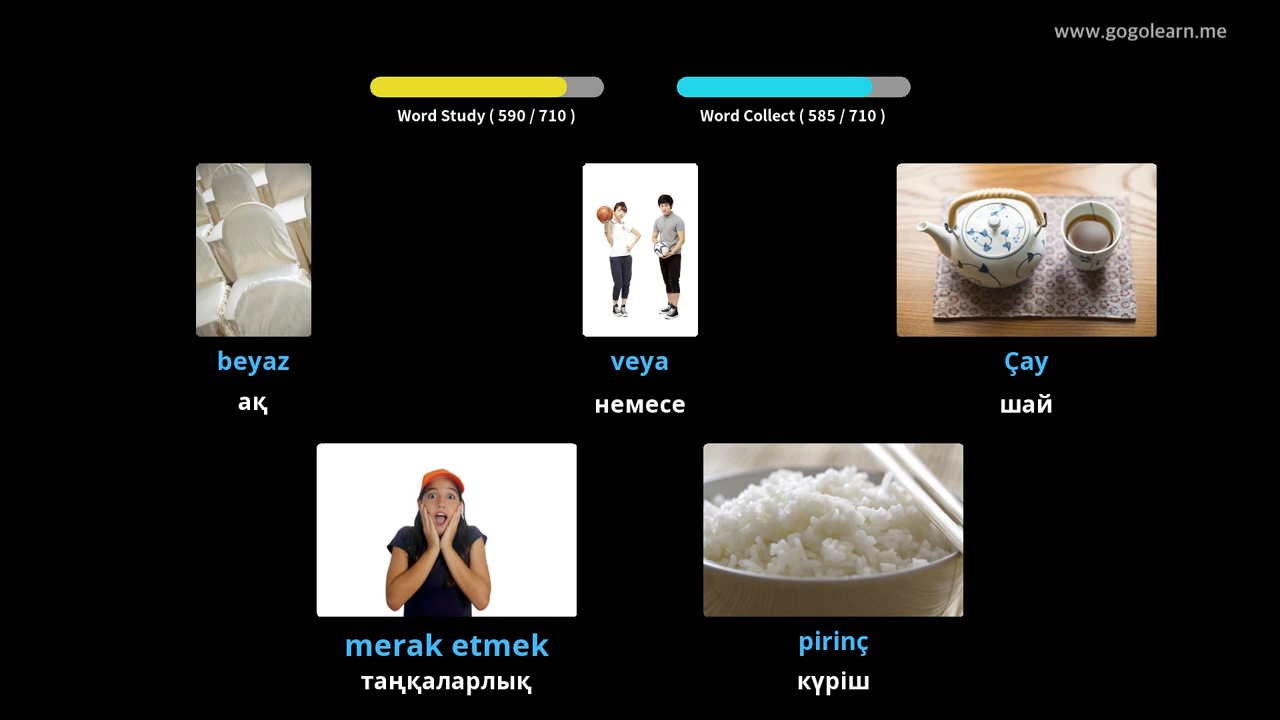 www.gogolearn.me
Word Study ( 590 / 710 )
Word Collect ( 585 / 710 )
beyaz
veya
Çay
ақ
немесе
шай
merak etmek
pirinç
таңқаларлық
күріш